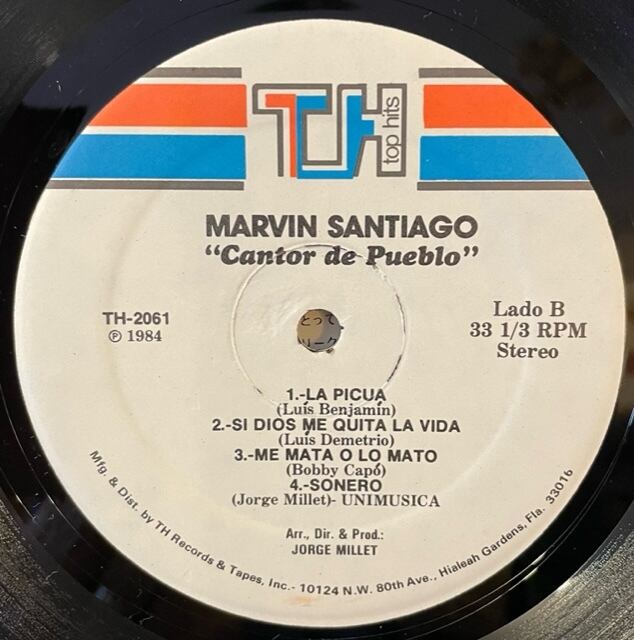 TH top hits
MARVIN SANTIAGO
"Cantor de Pueblo"
TH-2061
℗ 1984
Lado B
33 1/3 RPM
Stereo
1.-LA PICUA
(Luis Benjamín)
2.-SI DIOS ME QUITA LA VIDA
(Luis Demetrio)
3.-ME MATA O LO MATO
(Bobby Capó)
4.-SONERO
(Jorge Millet)- UNIMUSICA
Arr., Dir. & Prod.:
JORGE MILLET
Mfg. & Dist. by TH Records & Tapes, Inc.- 10124 N.W. 80th Ave., Hialeah Gardens, Fla. 33016
とって,